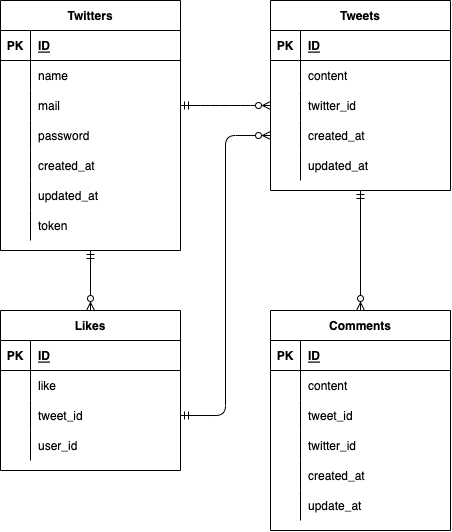 Twitters
PK ID
name
mail
password
created_at
updated_at
token
Tweets
PK ID
content
twitter_id
created_at
updated_at
Likes
PK ID
like
tweet_id
user_id
Comments
PK ID
content
tweet_id
twitter_id
created_at
update_at